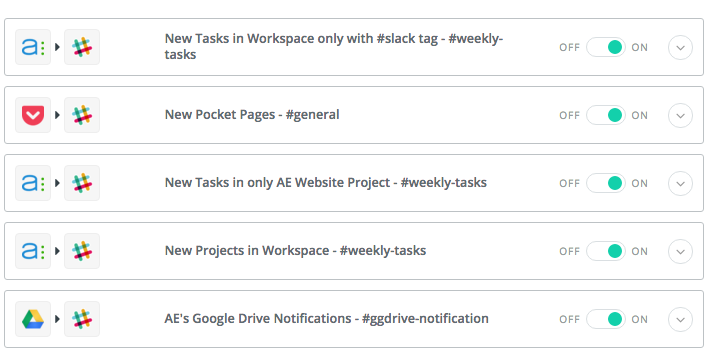 New Tasks in Workspace only with #slack tag - #weekly-
tasks
OFF ON
New Pocket Pages - #general
OFF ON
New Tasks in only AE Website Project - #weekly-tasks
OFF ON
New Projects in Workspace - #weekly-tasks
OFF ON
AE's Google Drive Notifications - #ggdrive-notification
OFF ON